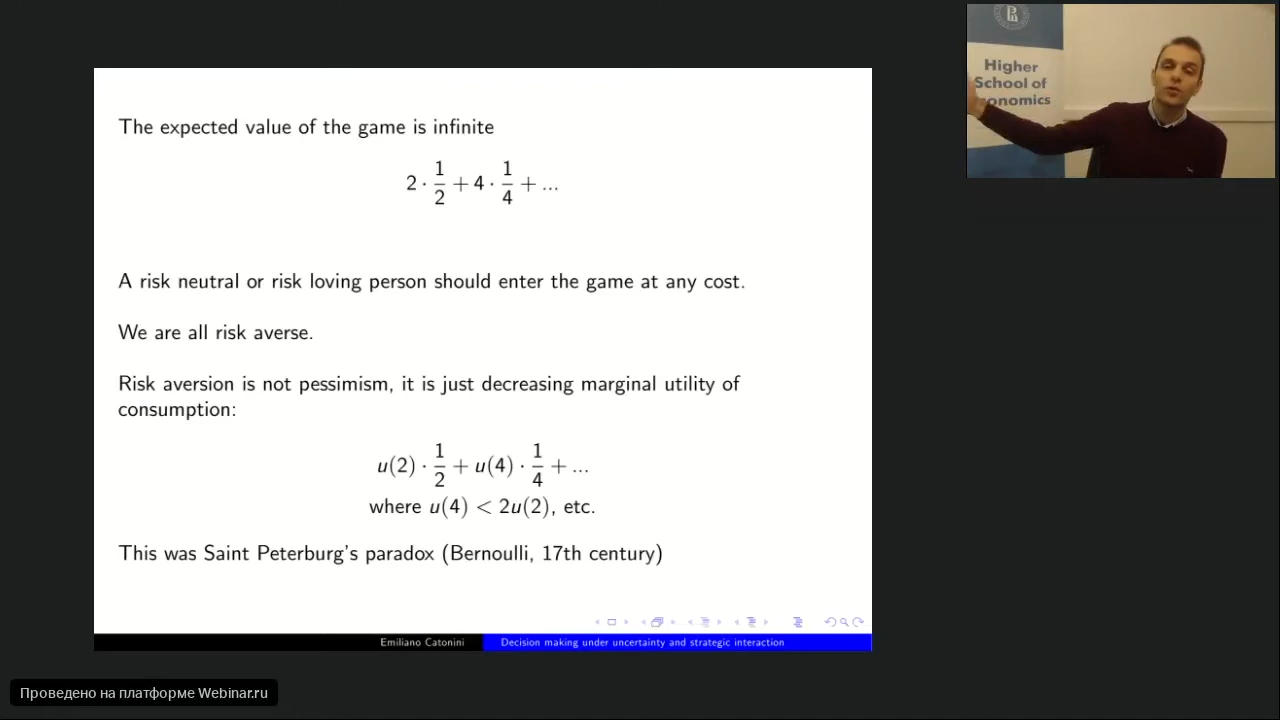 The expected value of the game is infinite
2 · 1/2 + 4 · 1/4 + ...
A risk neutral or risk loving person should enter the game at any cost.
We are all risk averse.
Risk aversion is not pessimism, it is just decreasing marginal utility of
consumption:
u(2) · 1/2 + u(4) · 1/4 + ...
where u(4) < 2u(2), etc.
This was Saint Peterburg's paradox (Bernoulli, 17th century)
Emiliano Catonini Decision making under uncertainty and strategic interaction
Higher
School of
onomics
Проведено на платформе Webinar.ru